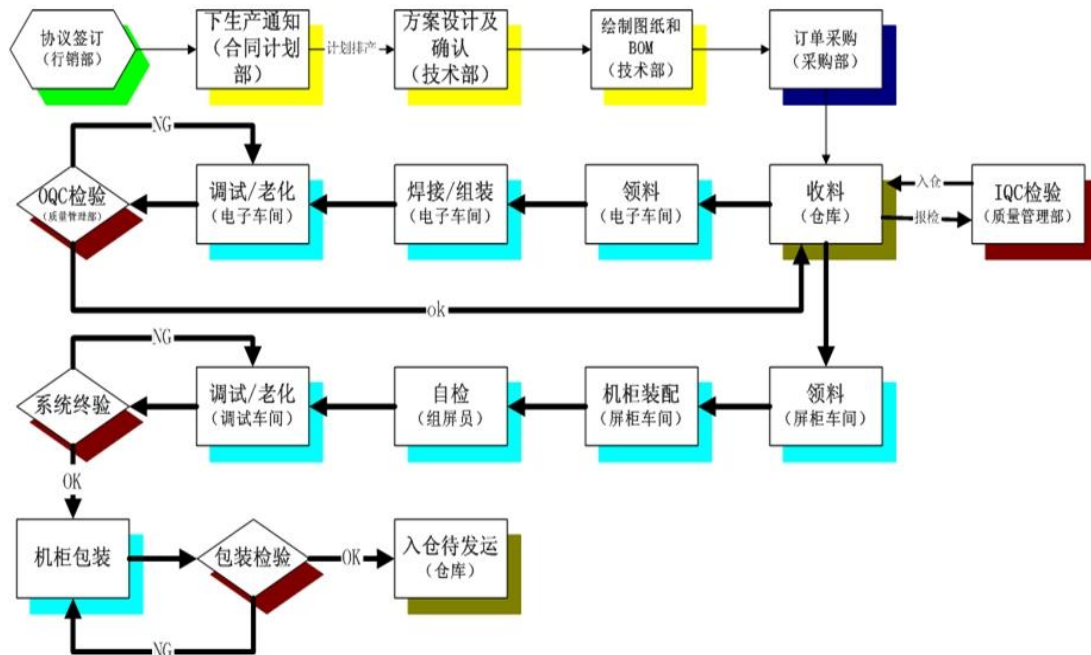 协议签订
（行销部）
下生产通知
（合同计划
部）
计划排产
方案设计及
确认
（技术部）
绘制图纸和
BOM
（技术部）
订单采购
（采购部）
NG
OQC检验
（质量管理部）
调试/老化
（电子车间）
焊接/组装
（电子车间）
领料
（电子车间）
收料
（仓库）
入仓
报检
IQC检验
（质量管理部）
ok
NG
系统终验
调试/老化
（调试车间）
自检
（组屏员）
机柜装配
（屏柜车间）
领料
（屏柜车间）
OK
机柜包装
包装检验
OK
入仓待发运
（仓库）
NG